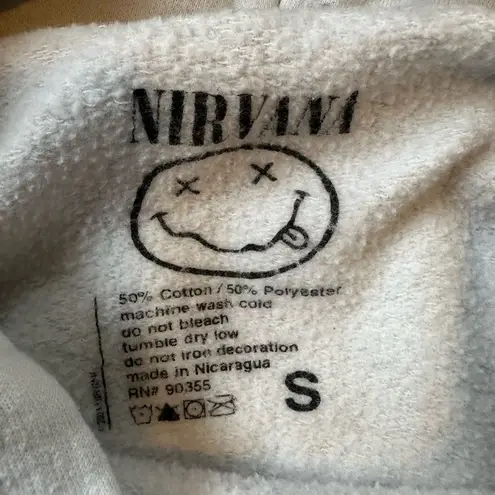 NIRVANA
50% Cotton / 50% Polyester
machine wash cold
do not bleach
tumble dry low
do not iron decoration
made in Nicaragua
RN# 90355
S